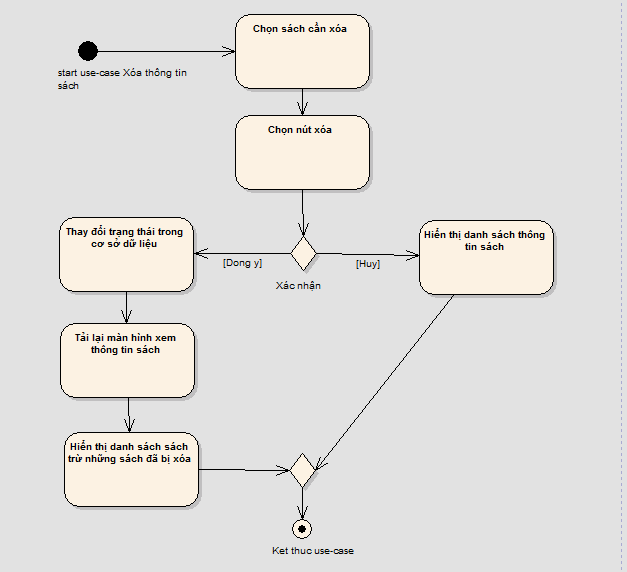 Chọn sách cần xóa
start use-case Xóa thông tin
sách
Chọn nút xóa
Thay đổi trạng thái trong
cơ sở dữ liệu
Hiển thị danh sách thông
tin sách
[Dong y]
[Huy]
Xác nhận
Tải lại màn hình xem
thông tin sách
Hiển thị danh sách sách
trừ những sách đã bị xóa
Ket thuc use-case